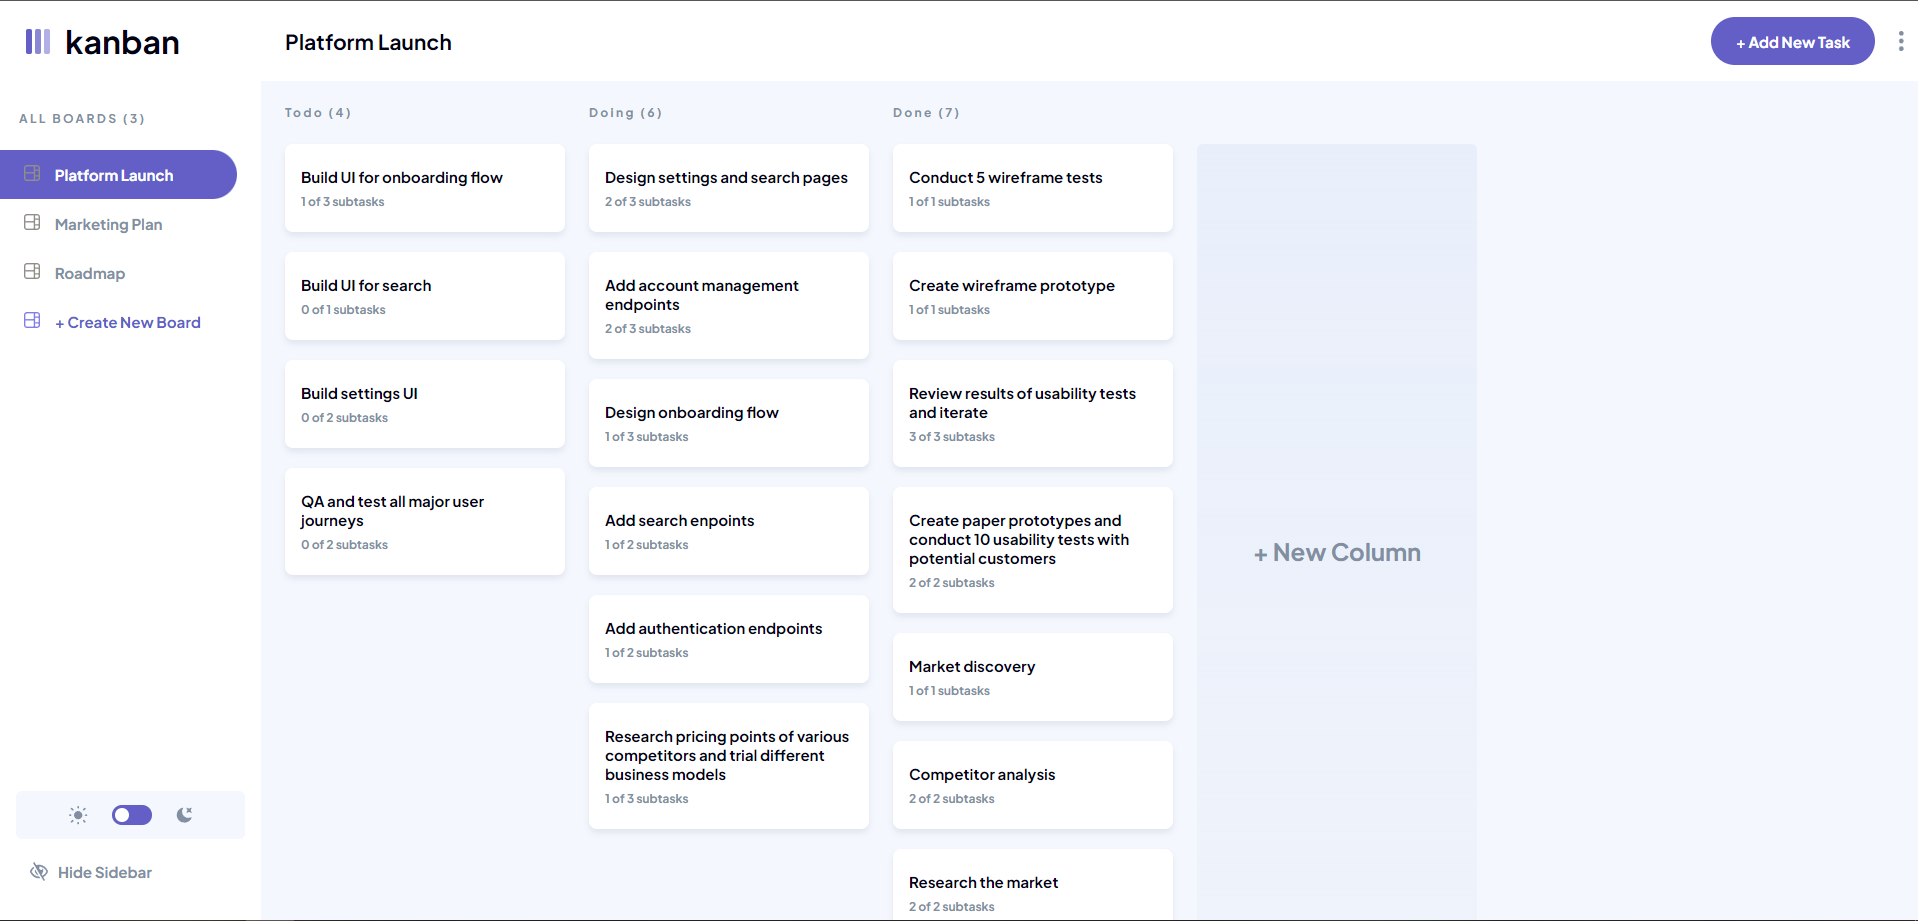 kanban
Platform Launch
+ Add New Task
ALL BOARDS (3)
Platform Launch
Marketing Plan
Roadmap
+ Create New Board
Hide Sidebar
Todo (4)
Build UI for onboarding flow
1 of 3 subtasks
Build UI for search
0 of 1 subtasks
Build settings UI
0 of 2 subtasks
QA and test all major user
journeys
0 of 2 subtasks
Doing (6)
Design settings and search pages
2 of 3 subtasks
Add account management
endpoints
2 of 3 subtasks
Design onboarding flow
1 of 3 subtasks
Add search enpoints
1 of 2 subtasks
Add authentication endpoints
1 of 2 subtasks
Research pricing points of various
competitors and trial different
business models
1 of 3 subtasks
Done (7)
Conduct 5 wireframe tests
1 of 1 subtasks
Create wireframe prototype
1 of 1 subtasks
Review results of usability tests
and iterate
3 of 3 subtasks
Create paper prototypes and
conduct 10 usability tests with
potential customers
2 of 2 subtasks
Market discovery
1 of 1 subtasks
Competitor analysis
2 of 2 subtasks
Research the market
2 of 2 subtasks
+ New Column